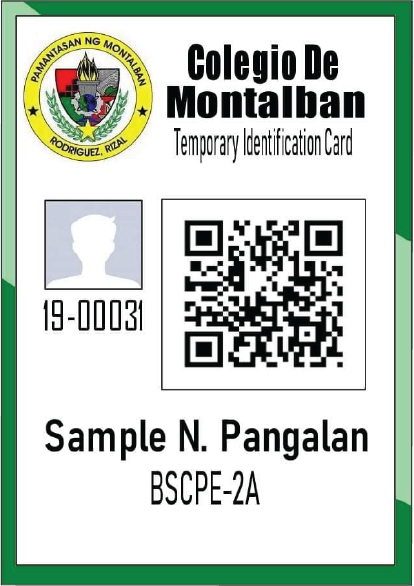 PAMANTASAN NG MONTALBAN
RODRIGUEZ, RIZAL
Colegio De
Montalban
Temporary Identification Card
19-00031
Sample N. Pangalan
BSCPE-2A